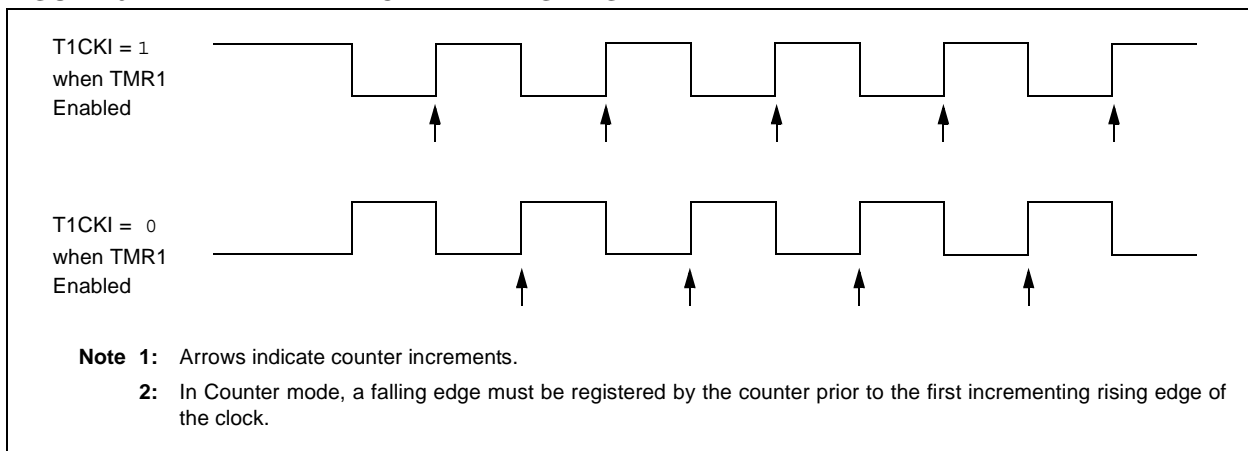 T1CKI = 1
when TMR1
Enabled
T1CKI = 0
when TMR1
Enabled
Note 1: Arrows indicate counter increments.
2: In Counter mode, a falling edge must be registered by the counter prior to the first incrementing rising edge of
the clock.